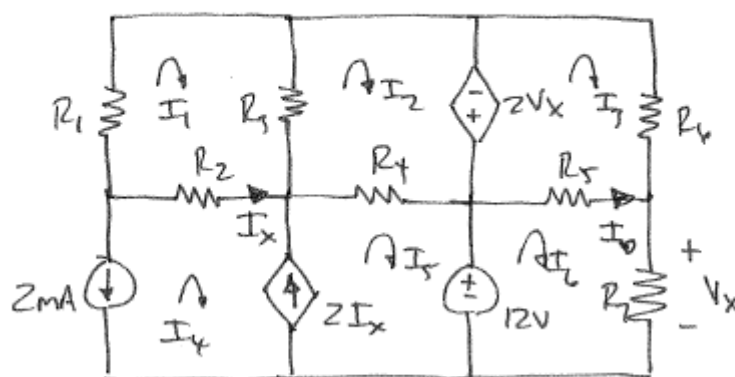 R1
I1
R3
I2
- +
2Vx
I3
R6
R2
Ix
R4
R5
I0
2mA
I4
2Ix
I5
+ -
12V
I6
R7
+
Vx
-